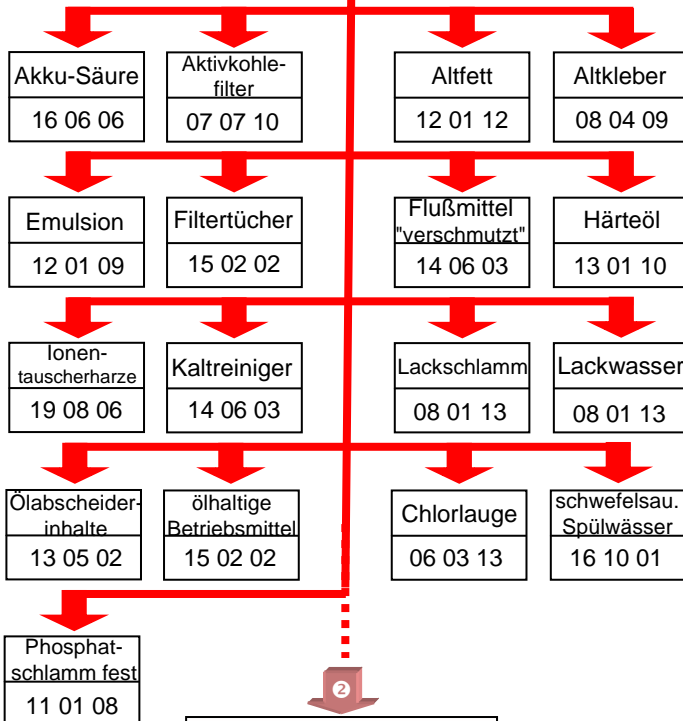 Akku-Säure
16 06 06
Aktivkohle-
filter
07 07 10
Altfett
12 01 12
Altkleber
08 04 09
Emulsion
12 01 09
Filtertücher
15 02 02
Flußmittel
"verschmutzt"
14 06 03
Härteöl
13 01 10
Ionen-
tauscherharze
19 08 06
Kaltreiniger
14 06 03
Lackschlamm
08 01 13
Lackwasser
08 01 13
Ölabscheider-
inhalte
13 05 02
ölhaltige
Betriebsmittel
15 02 02
Chlorlauge
06 03 13
schwefelsau.
Spülwässer
16 10 01
Phosphat-
schlamm fest
11 01 08
❷